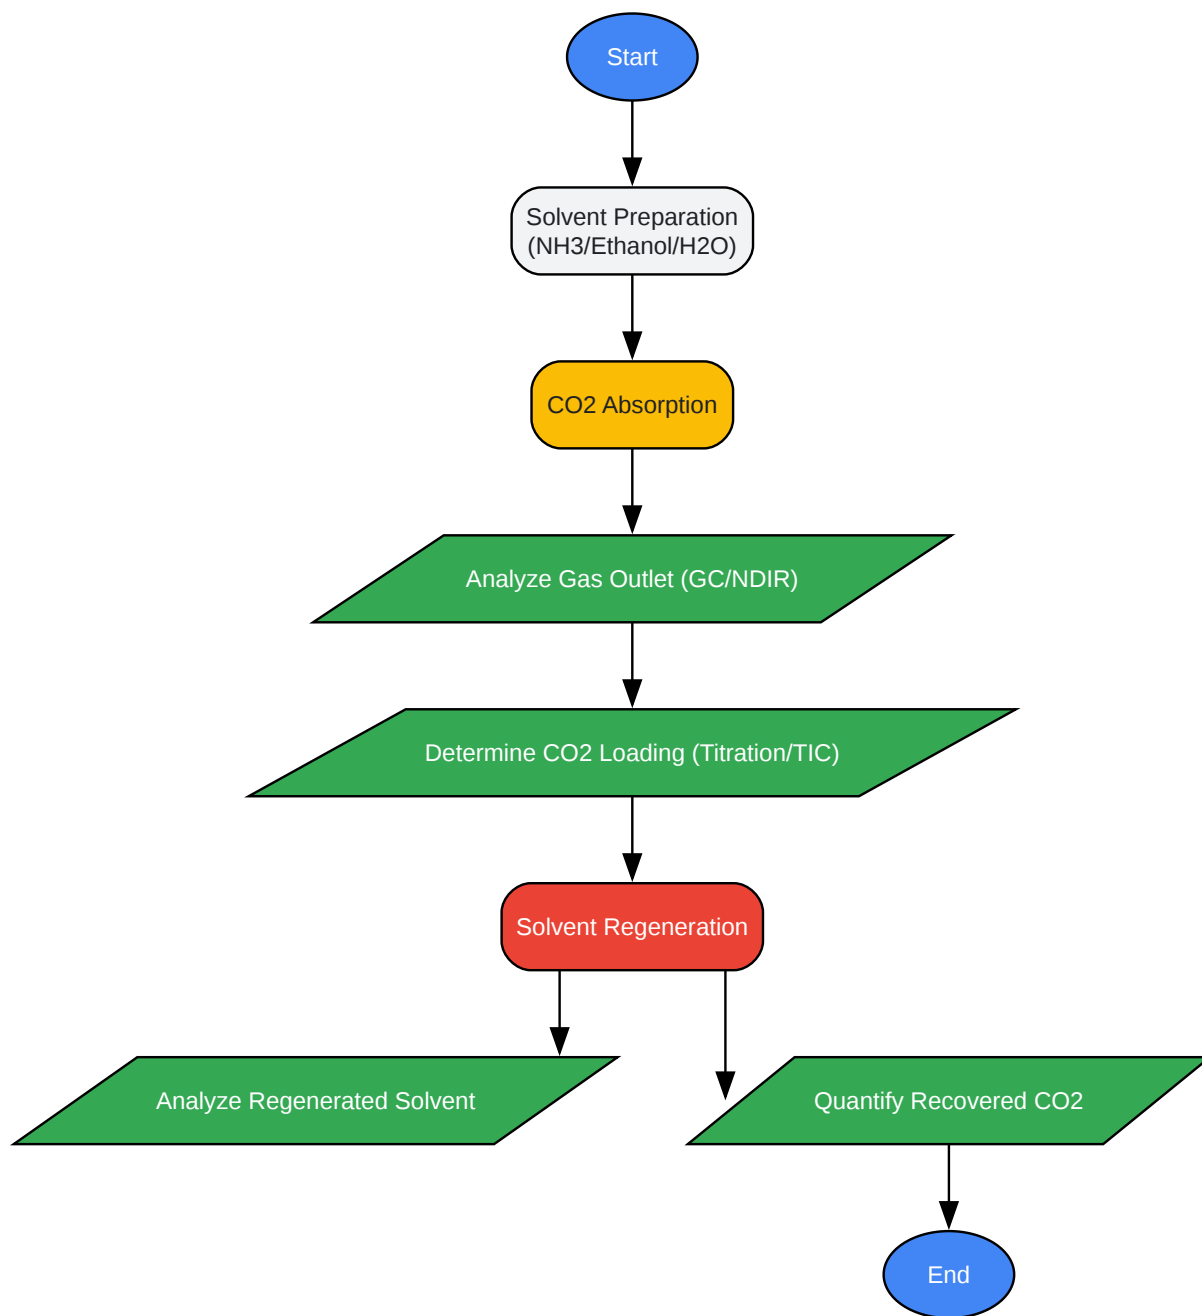 Start
Solvent Preparation
(NH3/Ethanol/H2O)
CO2 Absorption
Analyze Gas Outlet (GC/NDIR)
Determine CO2 Loading (Titration/TIC)
Solvent Regeneration
Analyze Regenerated Solvent
Quantify Recovered CO2
End